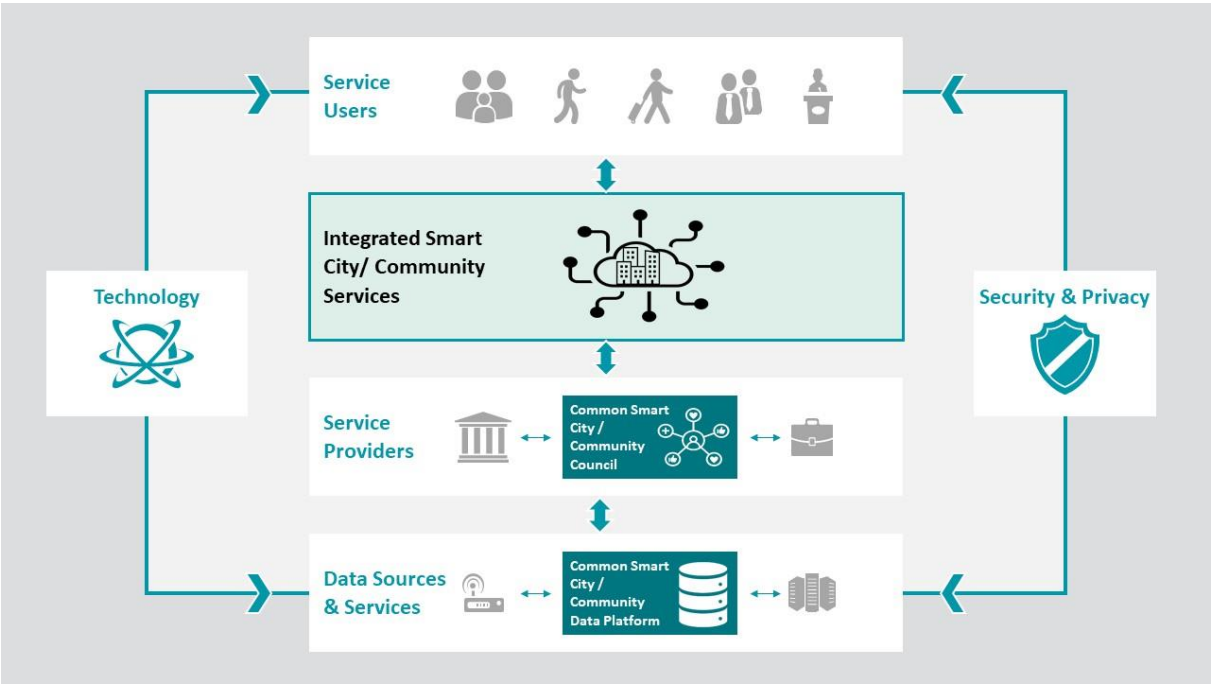 Service
Users
Integrated Smart
City/ Community
Services
Technology
Security & Privacy
Service
Providers
Common Smart
City /
Community
Council
Data Sources
& Services
Common Smart
City /
Community
Data Platform